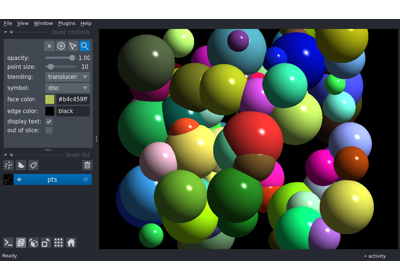 File View Window Plugins Help
layer controls
opacity: 1.00
point size: 10
blending: translucen
symbol: disc
face color: #b4c459ff
edge color: black
display text:
out of slice:
layer list
pts
Ready activity